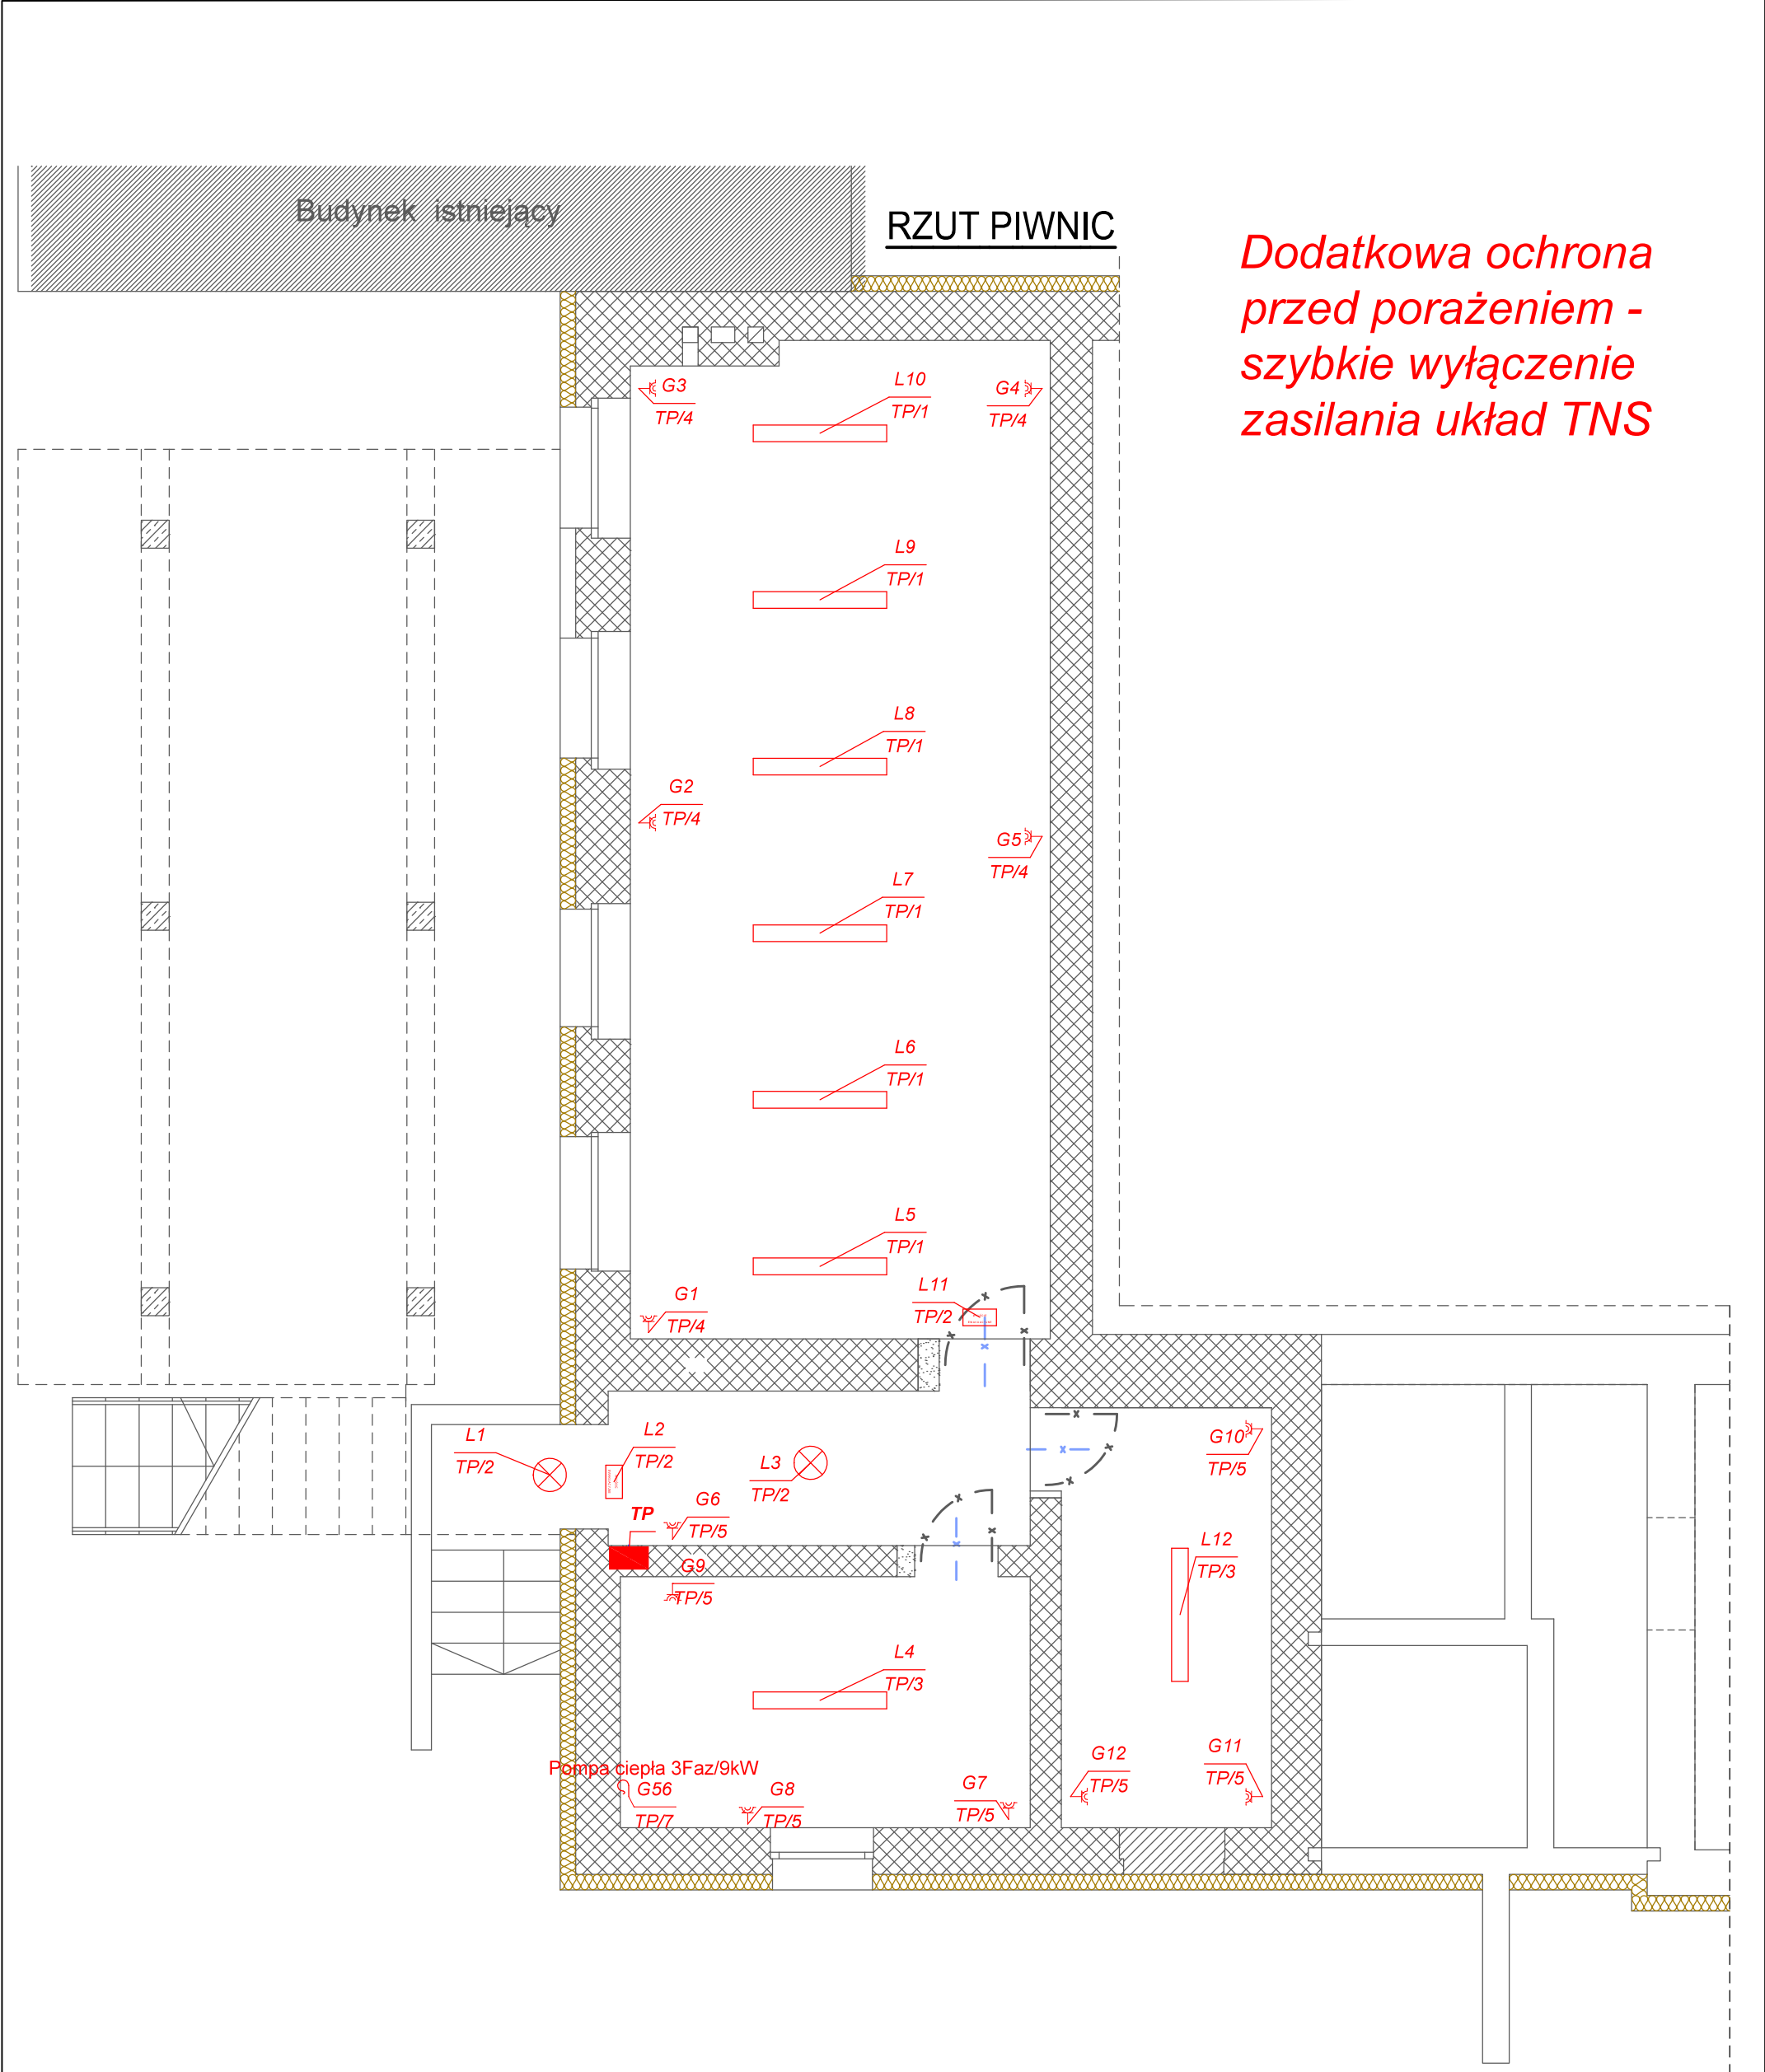 Budynek istniejący
RZUT PIWNIC
Dodatkowa ochrona
przed porażeniem -
szybkie wyłączenie
zasilania układ TNS
G3
TP/4
L10
TP/1
G4
TP/4
L9
TP/1
L8
TP/1
G2
TP/4
G5
TP/4
L7
TP/1
L6
TP/1
L5
TP/1
G1
TP/4
L11
TP/2
L1
TP/2
L2
TP/2
L3
TP/2
G10
TP/5
TP
G6
TP/5
G9
TP/5
L12
TP/3
L4
TP/3
Pompa ciepła 3Faz/9kW
G56
TP/7
G8
TP/5
G7
TP/5
G12
TP/5
G11
TP/5